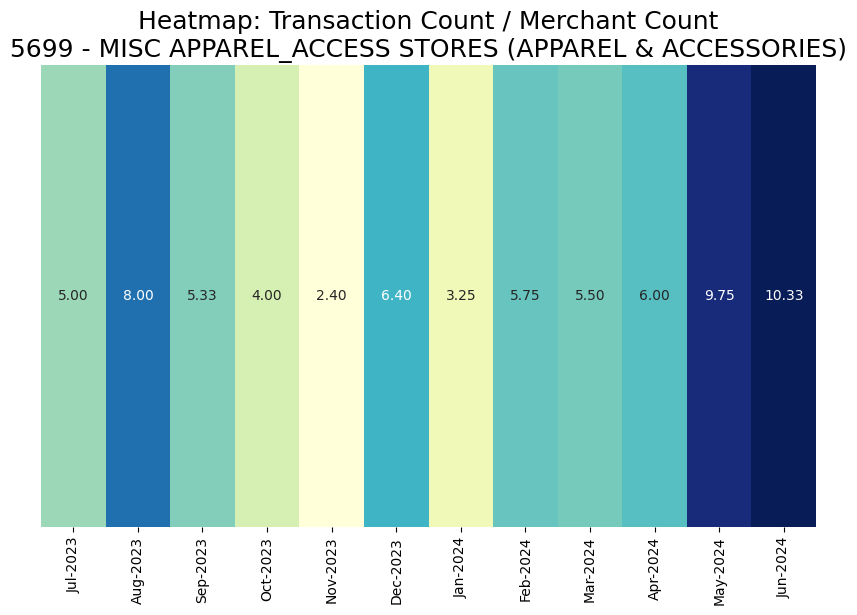 Heatmap: Transaction Count / Merchant Count
5699 - MISC APPAREL_ACCESS STORES (APPAREL & ACCESSORIES)
5.00 8.00 5.33 4.00 2.40 6.40 3.25 5.75 5.50 6.00 9.75 10.33
Jul-2023 Aug-2023 Sep-2023 Oct-2023 Nov-2023 Dec-2023 Jan-2024 Feb-2024 Mar-2024 Apr-2024 May-2024 Jun-2024